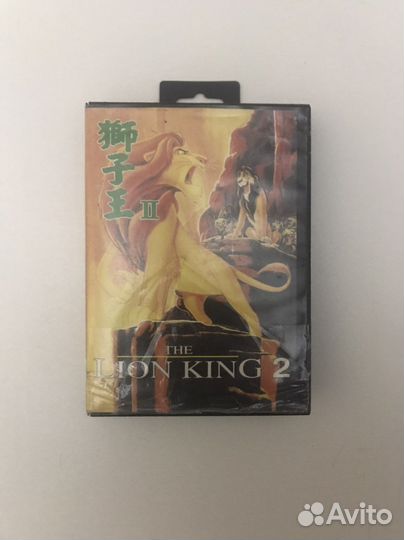 獅子王 II
THE
LION KING 2
Avito